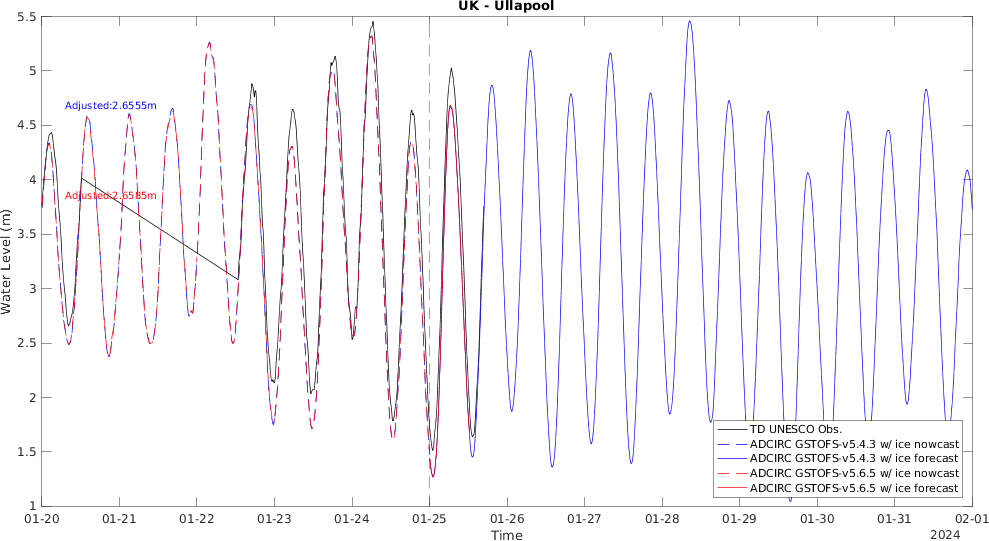 UK - Ullapool
5.5
5
4.5
4
3.5
3
2.5
2
1.5
1
Water Level (m)
Adjusted:2.6555m
Adjusted:2.6585m
TD UNESCO Obs.
ADCIRC GSTOFS-v5.4.3 w/ ice nowcast
ADCIRC GSTOFS-v5.4.3 w/ ice forecast
ADCIRC GSTOFS-v5.6.5 w/ ice nowcast
ADCIRC GSTOFS-v5.6.5 w/ ice forecast
01-20 01-21 01-22 01-23 01-24 01-25 01-26 01-27 01-28 01-29 01-30 01-31 02-01
Time
2024